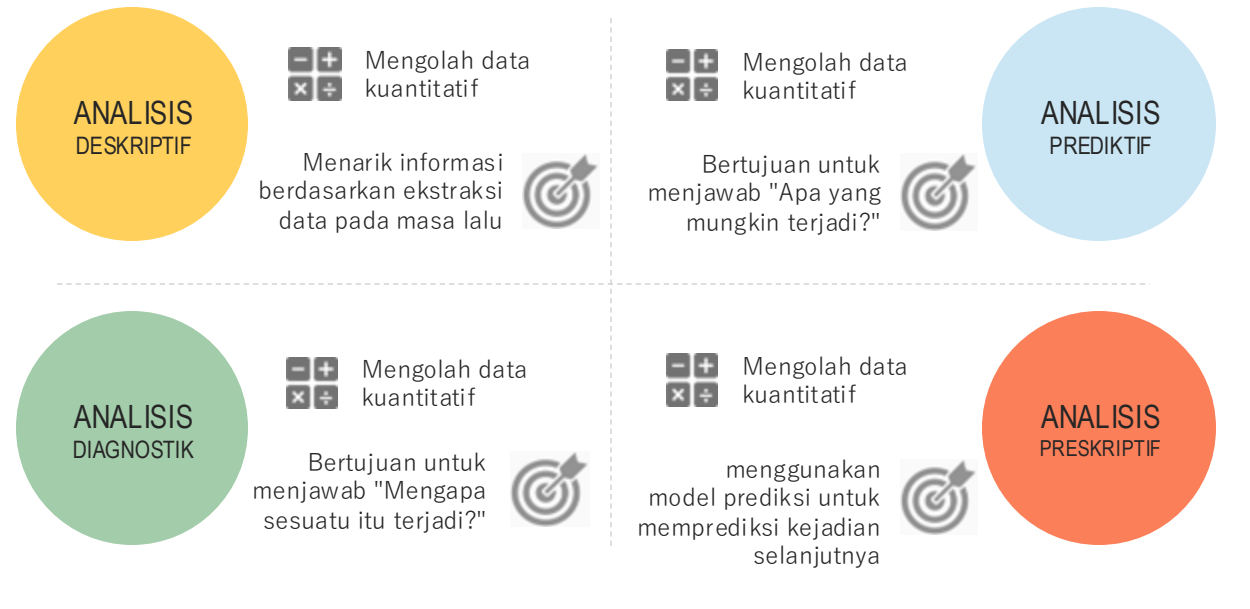 ANALISIS
DESKRIPTIF
Mengolah data
kuantitatif
Menarik informasi
berdasarkan ekstraksi
data pada masa lalu
Mengolah data
kuantitatif
Bertujuan untuk
menjawab "Apa yang
mungkin terjadi?"
ANALISIS
PREDIKTIF
ANALISIS
DIAGNOSTIK
Mengolah data
kuantitatif
Bertujuan untuk
menjawab "Mengapa
sesuatu itu terjadi?"
Mengolah data
kuantitatif
menggunakan
model prediksi untuk
memprediksi kejadian
selanjutnya
ANALISIS
PRESKRIPTIF